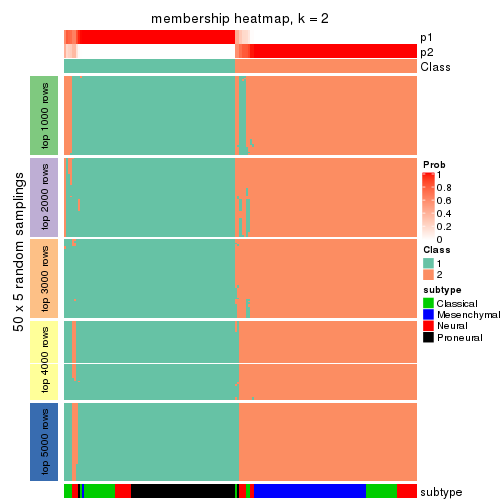 membership heatmap, k = 2
p1
p2
Class
50 x 5 random samplings
top 1000 rows
top 2000 rows
top 3000 rows
top 4000 rows
top 5000 rows
Prob
1
0.8
0.6
0.4
0.2
0
Class
1
2
subtype
Classical
Mesenchymal
Neural
Proneural
subtype